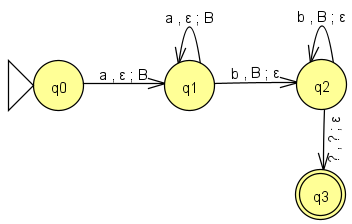 a , ε ; B
b , B ; ε
q0
a , ε ; B
q1
b , B ; ε
q2
? , ? ; ε
q3